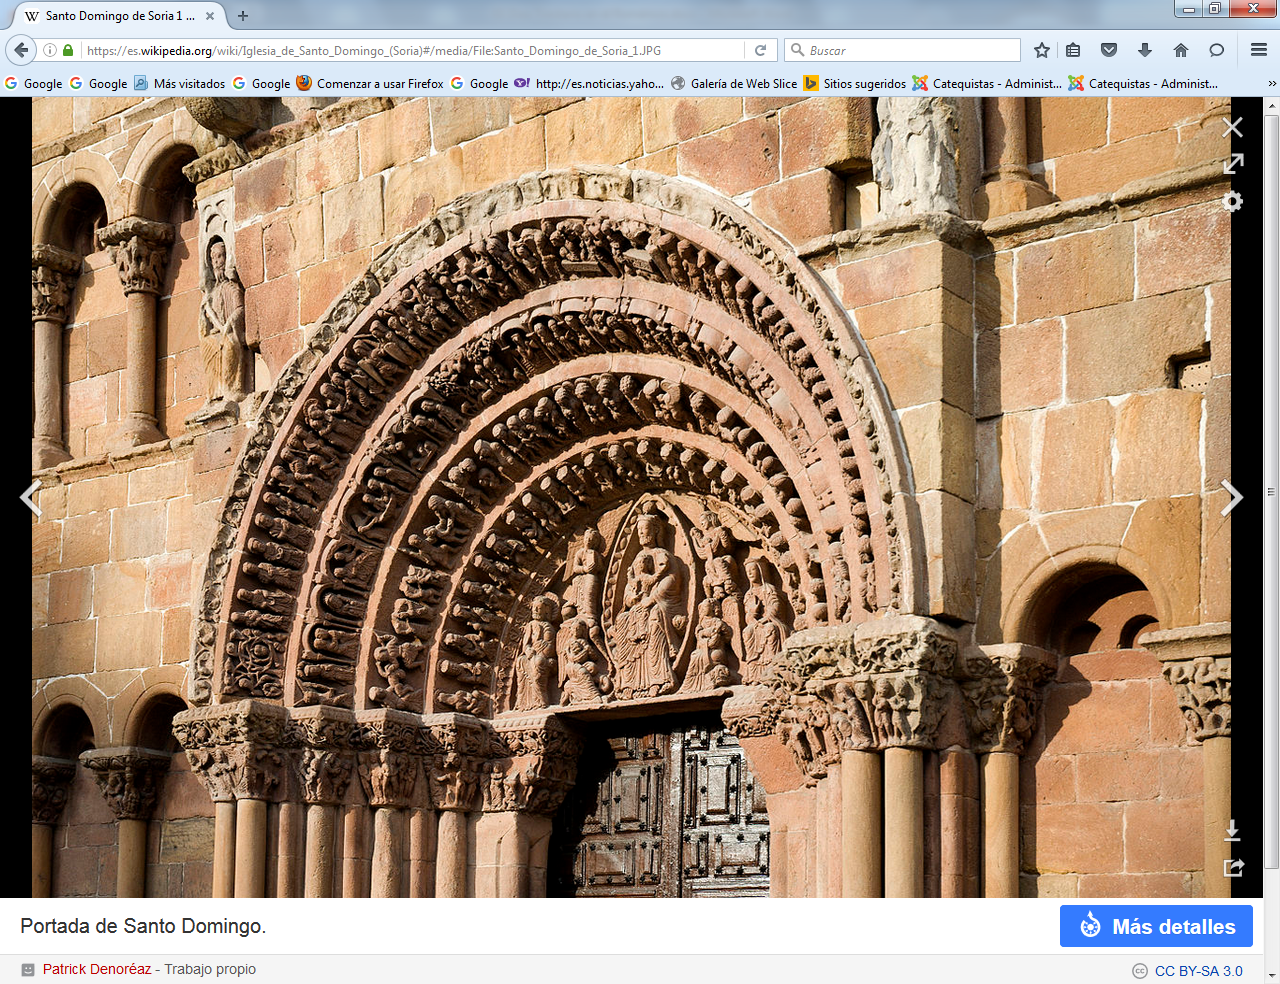 Santo Domingo de Soria 1 ...
https://es.wikipedia.org/wiki/Iglesia_de_Santo_Domingo_(Soria)#/media/File:Santo_Domingo_de_Soria_1.JPG
Buscar
Google Google Más visitados Google Comenzar a usar Firefox Google http://es.noticias.yaho... Galería de Web Slice Sitios sugeridos Catequistas - Administ... Catequistas - Administ...
Portada de Santo Domingo.
Más detalles
Patrick Denoréaz - Trabajo propio
CC BY-SA 3.0